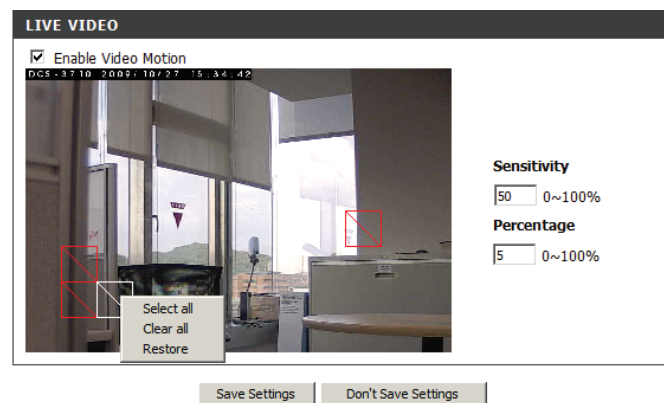 LIVE VIDEO
Enable Video Motion
DCS-3710 2009/10/27 15:34:42
Sensitivity
50 0~100%
Percentage
5 0~100%
Select all
Clear all
Restore
Save Settings
Don't Save Settings